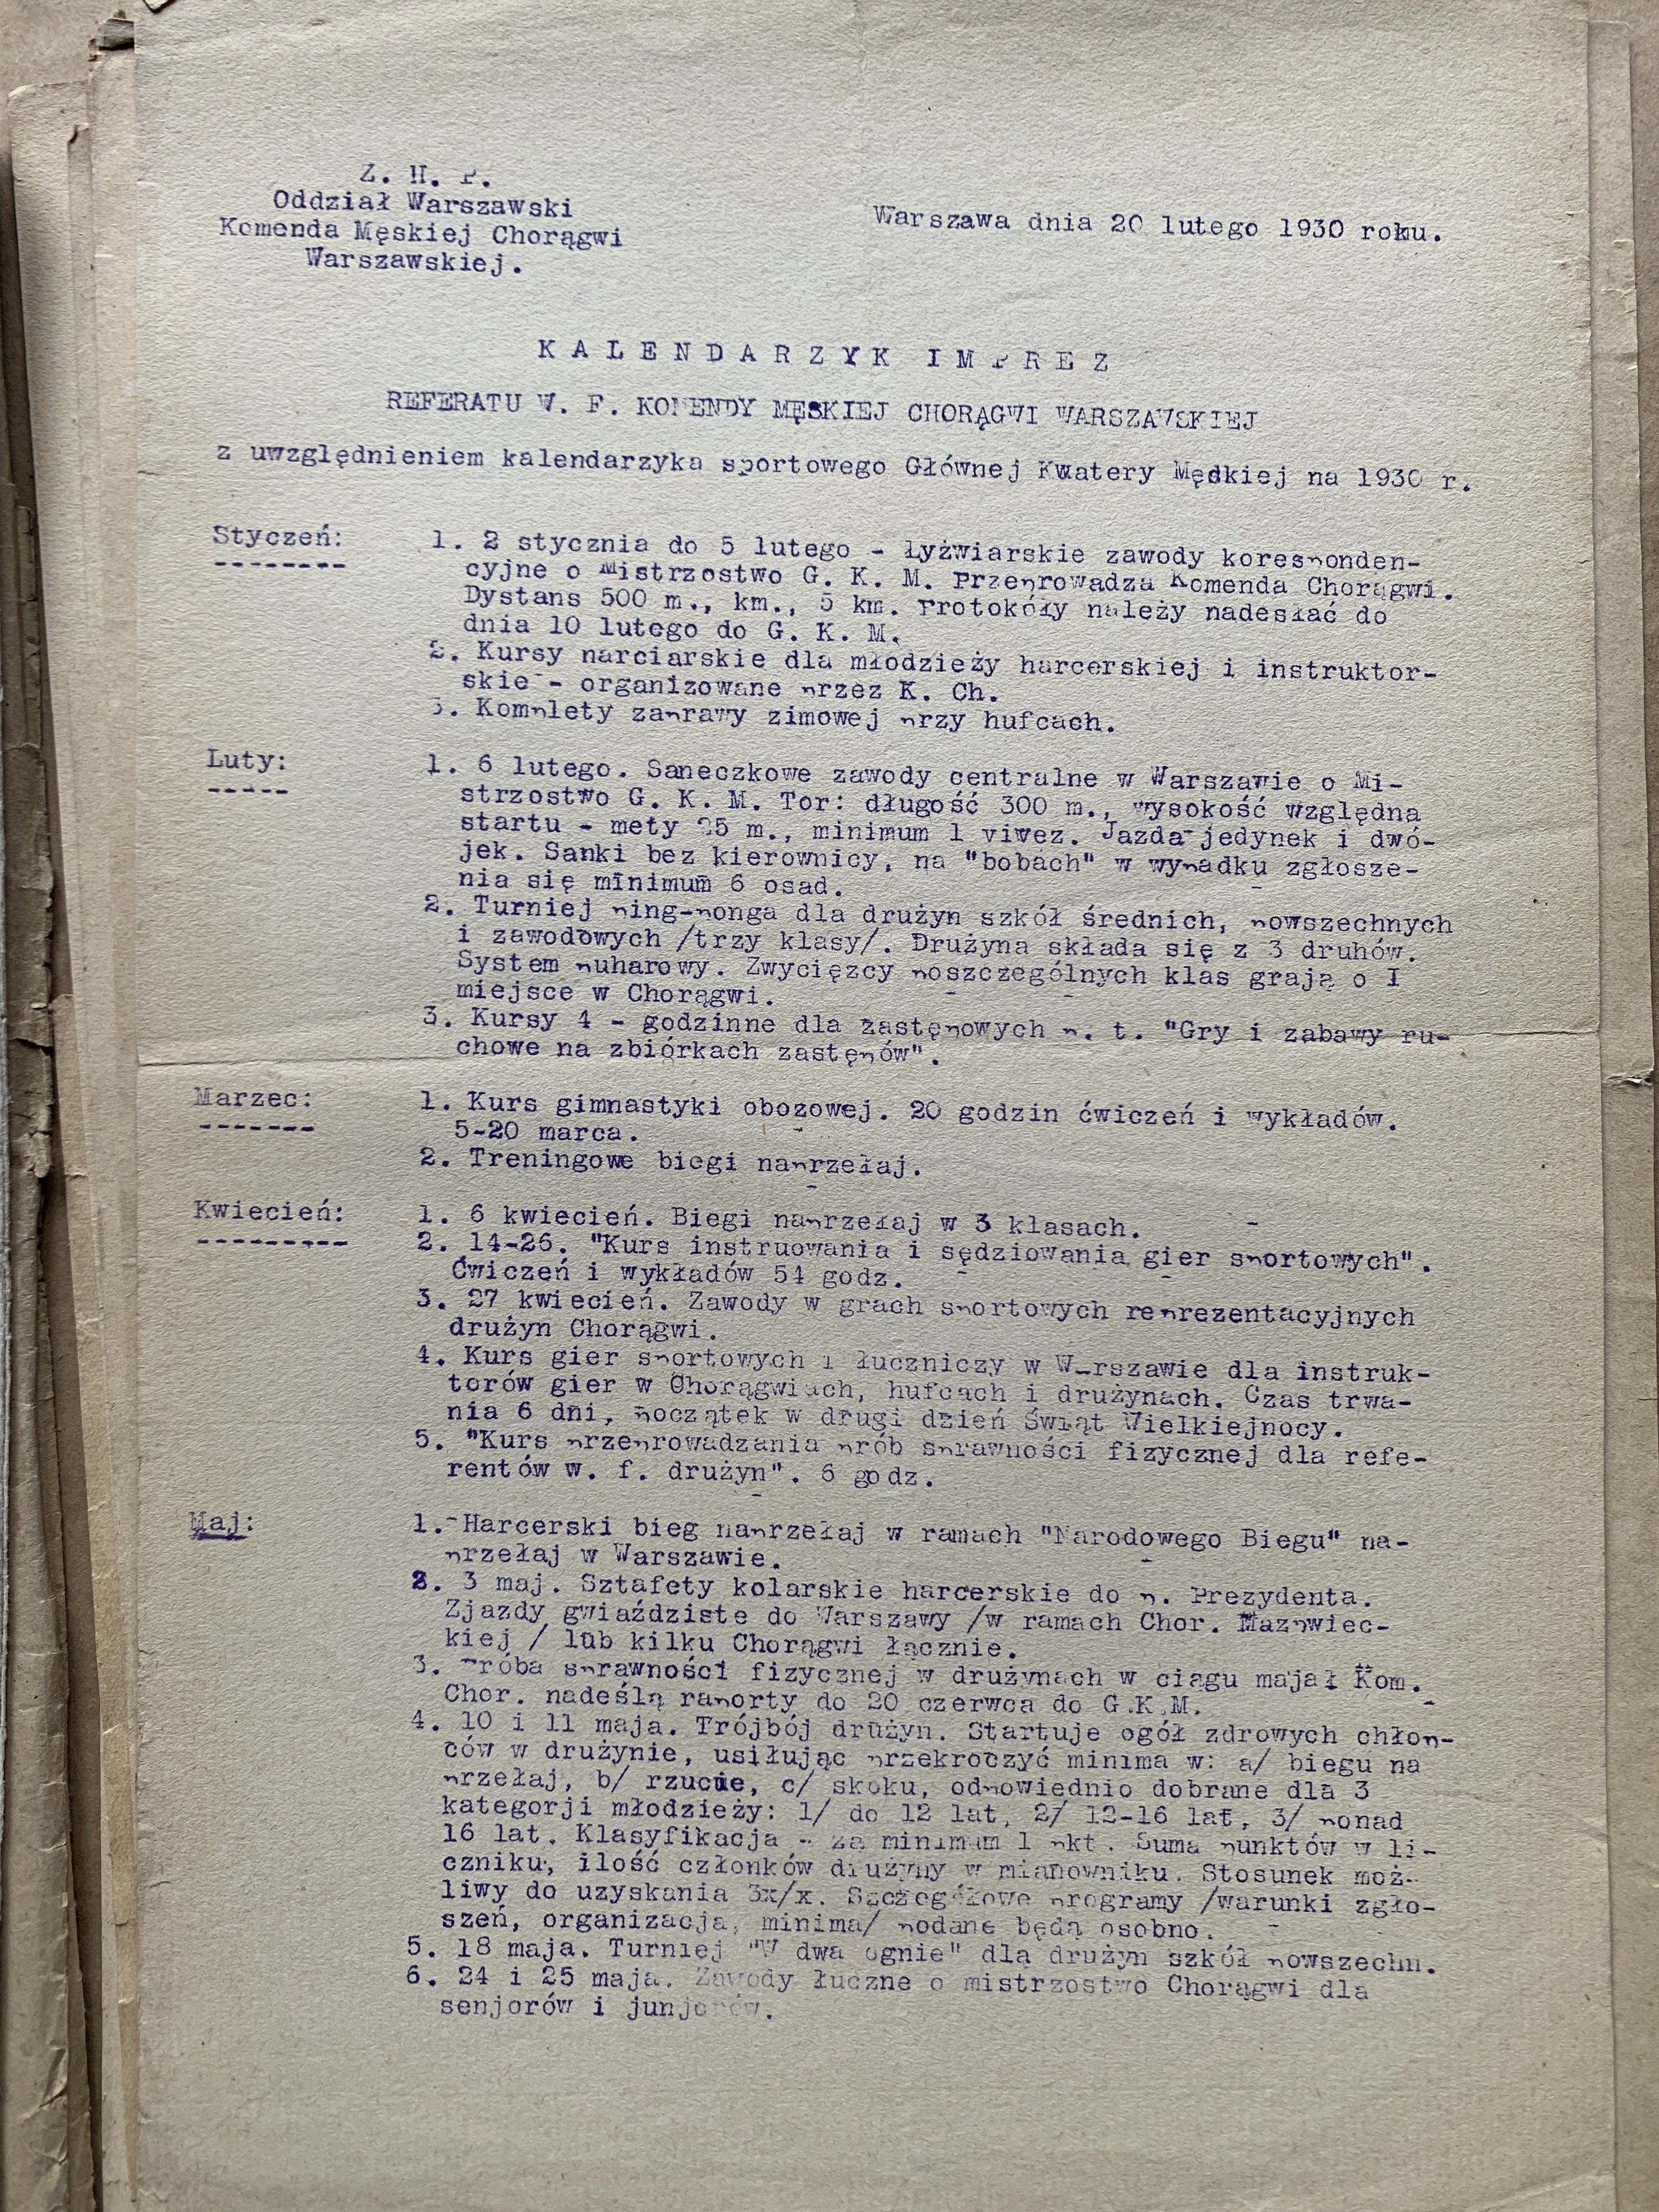 Z. H. P.
Oddział Warszawski
Komenda Męskiej Chorągwi
Warszawskiej.
Warszawa dnia 20 lutego 1930 roku.
K A L E N D A R Z Y K I M P R E Z
REFERATU W. F. KOMENDY MĘSKIEJ CHORĄGWI WARSZAWSKIEJ
z uwzględnieniem kalendarzyka sportowego Głównej Kwatery Męskiej na 1930 r.
Styczeń:
1. 2 stycznia do 5 lutego - łyżwiarskie zawody koresponden-
cyjne o Mistrzostwo G. K. M. Przeprowadza Komenda Chorągwi.
Dystans 500 m., km., 5 km. Protokóły należy nadesłać do
dnia 10 lutego do G. K. M.
2. Kursy narciarskie dla młodzieży harcerskiej i instruktor-
skie - organizowane przez K. Ch.
3. Komplety zaprawy zimowej przy hufcach.
Luty:
1. 6 lutego. Saneczkowe zawody centralne w Warszawie o Mi-
strzostwo G. K. M. Tor: długość 300 m., wysokość względna
startu - mety 25 m., minimum 1 viwez. Jazda jedynek i dwó-
jek. Sanki bez kierownicy, na "bobach" w wypadku zgłosze-
nia się minimum 6 osad.
2. Turniej ping-ponga dla drużyn szkół średnich, powszechnych
i zawodowych /trzy klasy/. Drużyna składa się z 3 druhów.
System puharowy. Zwycięzcy poszczególnych klas grają o I
miejsce w Chorągwi.
3. Kursy 4 - godzinne dla zastępowych p. t. "Gry i zabawy ru-
chowe na zbiórkach zastępów".
Marzec:
1. Kurs gimnastyki obozowej. 20 godzin ćwiczeń i wykładów.
5-20 marca.
2. Treningowe biegi naprzełaj.
Kwiecień:
1. 6 kwiecień. Biegi naprzełaj w 3 klasach.
2. 14-26. "Kurs instruowania i sędziowania gier sportowych".
Ćwiczeń i wykładów 54 godz.
3. 27 kwiecień. Zawody w grach sportowych reprezentacyjnych
drużyn Chorągwi.
4. Kurs gier sportowych i łuczniczy w Warszawie dla instruk-
torów gier w Chorągwiach, hufcach i drużynach. Czas trwa-
nia 6 dni, początek w drugi dzień Świąt Wielkiejnocy.
5. "Kurs przeprowadzania prób sprawności fizycznej dla refe-
rentów w. f. drużyn". 6 godz.
Maj:
1. Harcerski bieg naprzełaj w ramach "Narodowego Biegu" na-
przełaj w Warszawie.
2. 3 maj. Sztafety kolarskie harcerskie do p. Prezydenta.
Zjazdy gwiaździste do Warszawy /w ramach Chor. Mazowiec-
kiej / lub kilku Chorągwi łącznie.
3. Próba sprawności fizycznej w drużynach w ciągu maja. Kom.
Chor. nadeślą raporty do 20 czerwca do G.K.M.
4. 10 i 11 maja. Trójbój drużyn. Startuje ogół zdrowych chłop-
ców w drużynie, usiłując przekroczyć minima w: a/ biegu na
przełaj, b/ rzucie, c/ skoku, odpowiednio dobrane dla 3
kategorji młodzieży: 1/ do 12 lat, 2/ 12-16 lat, 3/ ponad
16 lat. Klasyfikacja - za minimum 1 pkt. Suma punktów w li-
czniku, ilość członków drużyny w mianowniku. Stosunek moż-
liwy do uzyskania 3x/x. Szczegółowe programy /warunki zgło-
szeń, organizacja, minima/ podane będą osobno.
5. 18 maja. Turniej "W dwa ognie" dla drużyn szkół powszechn.
6. 24 i 25 maja. Zawody łuczne o mistrzostwo Chorągwi dla
senjorów i junjorów.